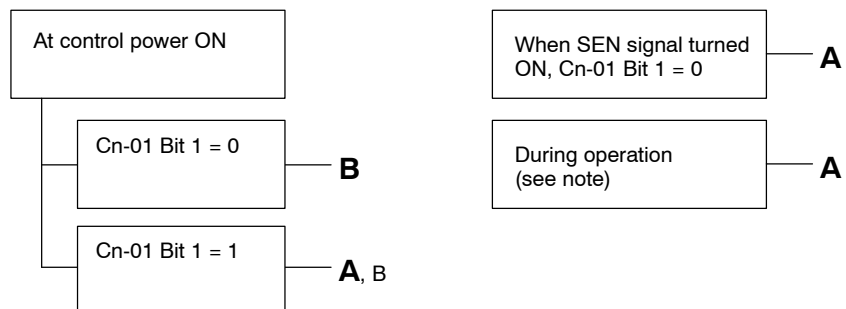 At control power ON
Cn-01 Bit 1 = 0
B
Cn-01 Bit 1 = 1
A, B
When SEN signal turned
ON, Cn-01 Bit 1 = 0
A
During operation
(see note)
A